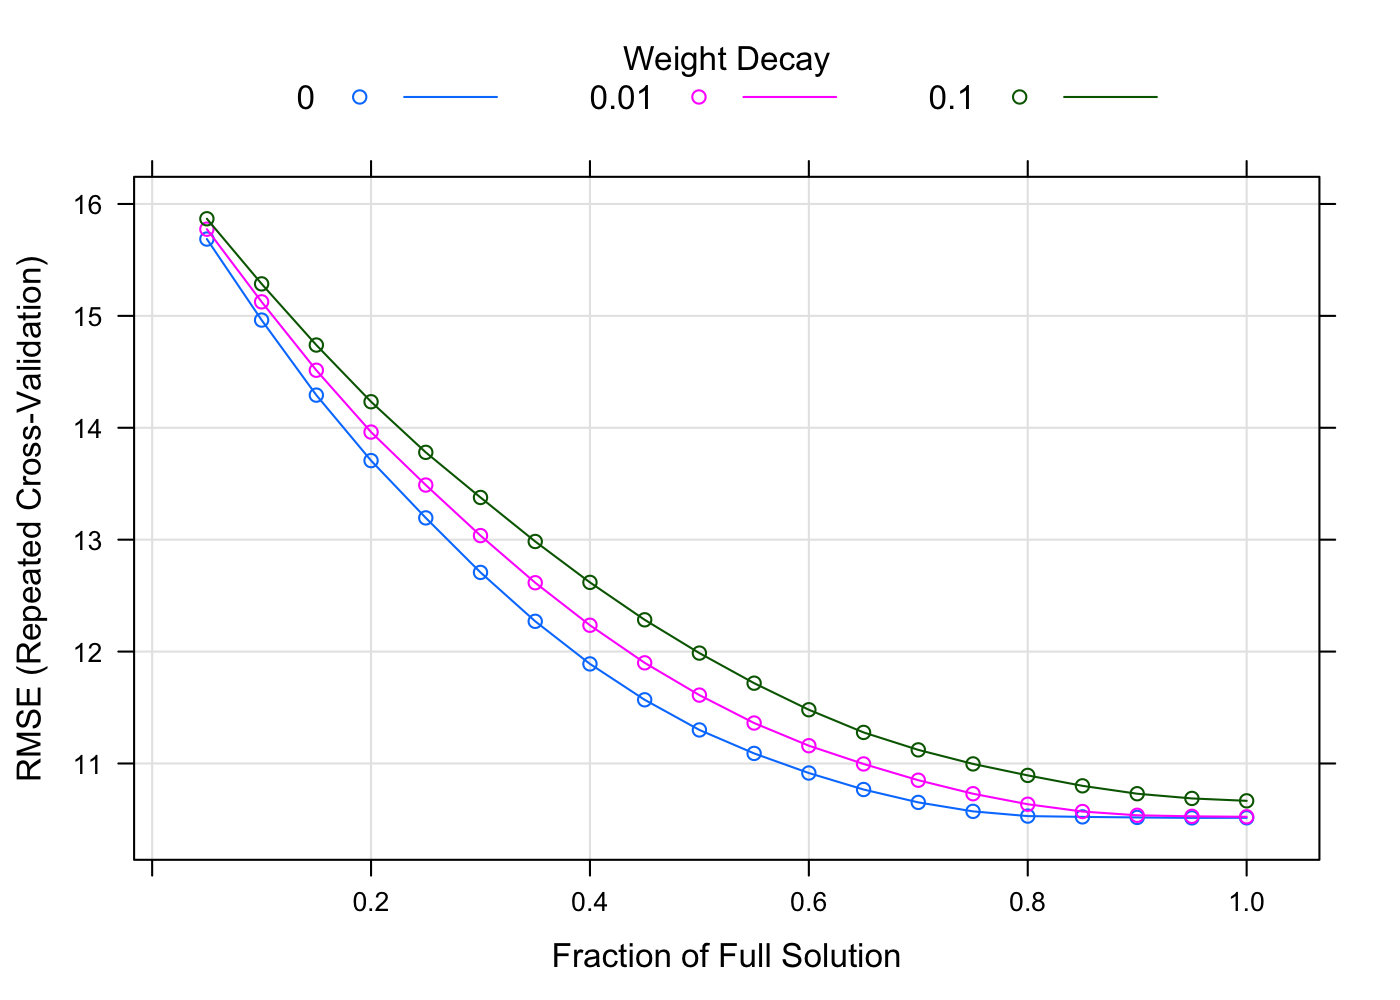 Weight Decay
0 0.01 0.1
16
15
14
13
12
11
RMSE (Repeated Cross-Validation)
0.2 0.4 0.6 0.8 1.0
Fraction of Full Solution